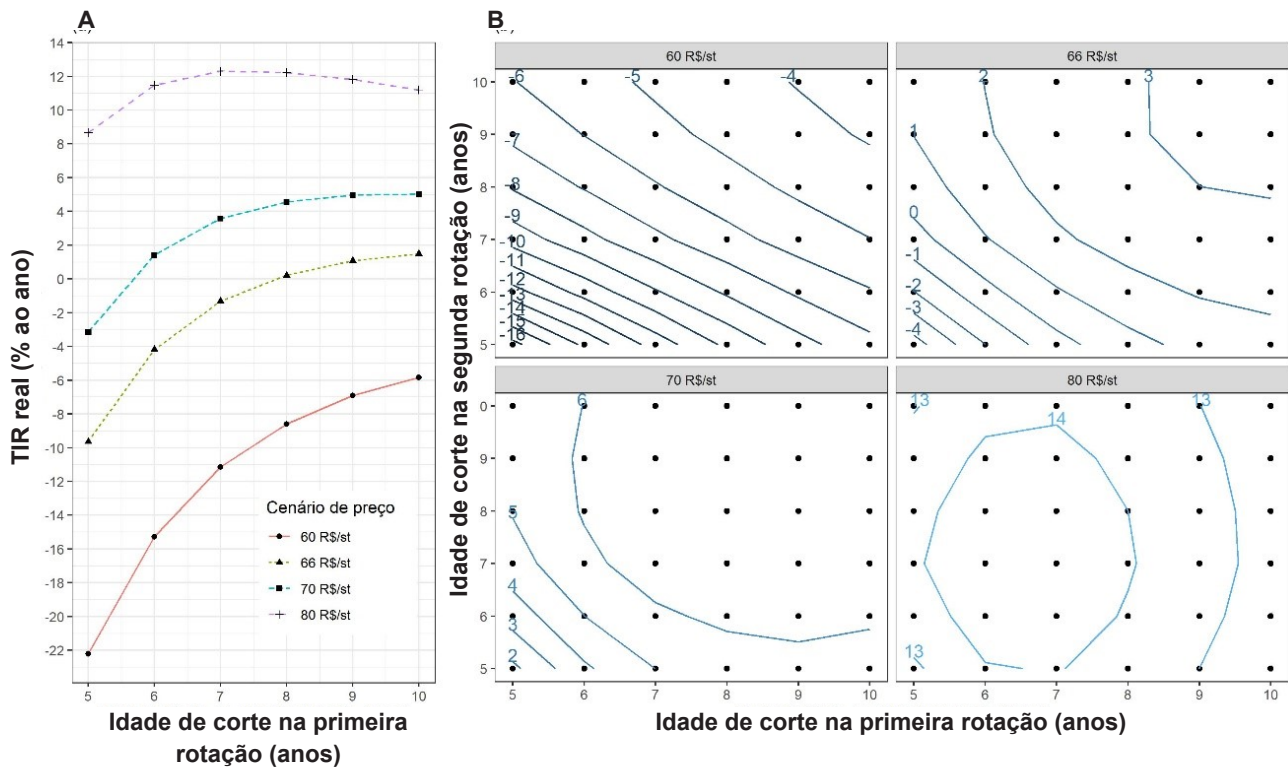 A
B
TIR real (% ao ano)
14
12
10
8
6
4
2
0
-2
-4
-6
-8
-10
-12
-14
-16
-18
-20
-22
Cenário de preço
60 R$/st
66 R$/st
70 R$/st
80 R$/st
5 6 7 8 9 10
Idade de corte na primeira
rotação (anos)
Idade de corte na segunda rotação (anos)
60 R$/st
10
9
8
7
6
5
-6 -5 -4
-7
-8
-9
-10
-11
-12
-13
-14
-15
-16
66 R$/st
2 3
1
0
-1
-2
-3
-4
70 R$/st
0
9
8
7
6
5
6
5
4
3
2
5 6 7 8 9 10
80 R$/st
13 13
14
13
5 6 7 8 9 10
Idade de corte na primeira rotação (anos)